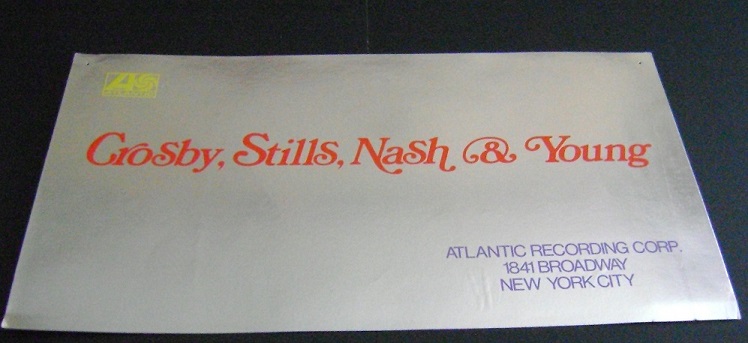 Crosby, Stills, Nash & Young
ATLANTIC RECORDING CORP.
1841 BROADWAY
NEW YORK CITY